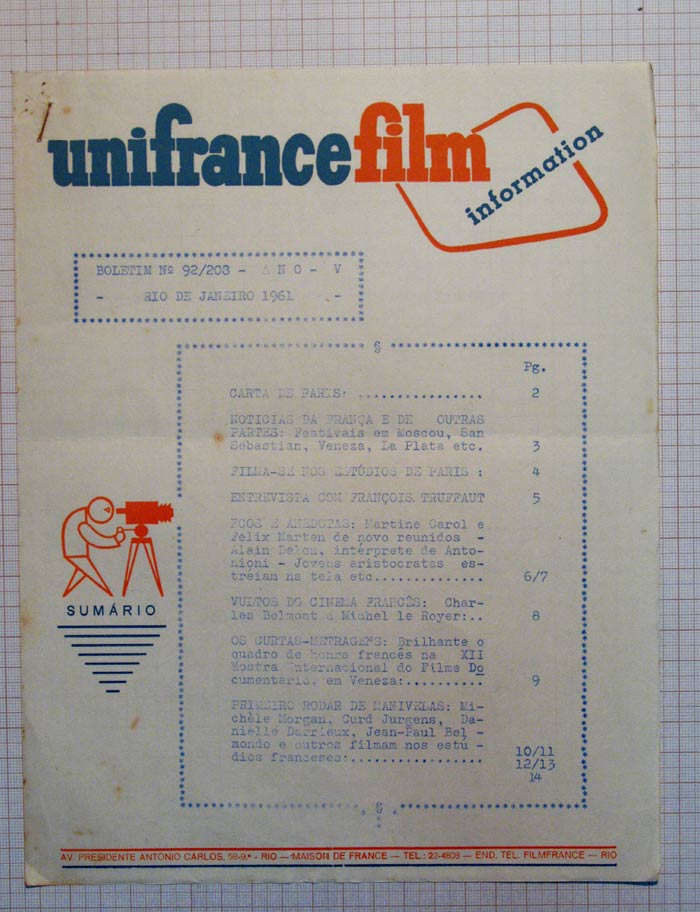 unifrancefilm
information
BOLETIM Nº 92/203 - ANO - V
- RIO DE JANEIRO 1961 -
§
Pg.
CARTA DE PARIS: ................ 2
NOTICIAS DA FRANÇA E DE OUTRAS
PARTES: Festivais em Moscou, San
Sebastian, Veneza, La Plata etc. 3
FILMA-SE NOS ESTÚDIOS DE PARIS : 4
ENTREVISTA COM FRANÇOIS TRUFFAUT 5
ECOS E ANEDOTAS: Martine Carol e
Felix Marten de novo reunidos -
Alain Delon, intérprete de Anto-
nioni - Jovens aristocratas es-
treiam na tela etc.............. 6/7
VULTOS DO CINEMA FRANCÊS: Char-
les Belmont e Michel le Royer:.. 8
OS CURTAS-METRAGENS: Brilhante o
quadro de honra francês na XII
Mostra Internacional do Filme Do
cumentário, em Veneza:.......... 9
PRIMEIRO RODAR DE MANIVELAS: Mi-
chèle Morgan, Curd Jurgens, Da-
nielle Darrieux, Jean-Paul Bel -
mondo e outros filmam nos estú -
dios franceses:................. 10/11
12/13
14
SUMÁRIO
§
AV. PRESIDENTE ANTÓNIO CARLOS, 58-9.º - RIO — MAISON DE FRANCE — TEL.: 22-4808 — END. TEL. FILMFRANCE — RIO